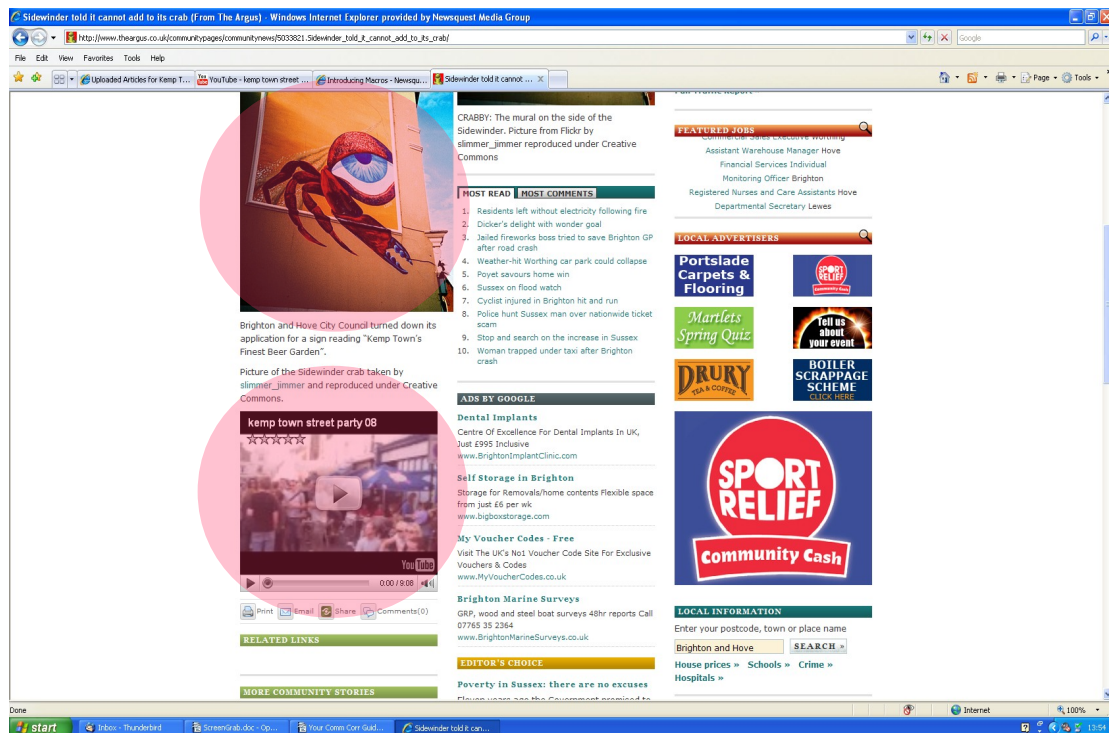 Sidewinder told it cannot add to its crab (From The Argus) - Windows Internet Explorer provided by Newsquest Media Group
http://www.theargus.co.uk/communitypages/communitynews/5033821.Sidewinder_told_it_cannot_add_to_its_crab/
Google
File Edit View Favorites Tools Help
Uploaded Articles for Kemp T... YouTube - kemp town street ... Introducing Macros - Newsqu... Sidewinder told it cannot ... X
Page Tools
CRABBY: The mural on the side of the
Sidewinder. Picture from Flickr by
slimmer_jimmer reproduced under Creative
Commons
MOST READ MOST COMMENTS
1. Residents left without electricity following fire
2. Dicker's delight with wonder goal
3. Jailed fireworks boss tried to save Brighton GP
after road crash
4. Weather-hit Worthing car park could collapse
5. Poyet savours home win
6. Sussex on flood watch
7. Cyclist injured in Brighton hit and run
8. Police hunt Sussex man over nationwide ticket
scam
9. Stop and search on the increase in Sussex
10. Woman trapped under taxi after Brighton
crash
Brighton and Hove City Council turned down its
application for a sign reading "Kemp Town's
Finest Beer Garden".
Picture of the Sidewinder crab taken by
slimmer_jimmer and reproduced under Creative
Commons.
kemp town street party 08
YouTube
0:00 / 9:08
Print Email Share Comments(0)
RELATED LINKS
MORE COMMUNITY STORIES
ADS BY GOOGLE
Dental Implants
Centre Of Excellence For Dental Implants In UK,
Just £995 Inclusive
www.BrightonImplantClinic.com
Self Storage in Brighton
Storage for Removals/home contents Flexible space
from just £6 per wk
www.bigboxstorage.com
My Voucher Codes - Free
Visit The UK's No1 Voucher Code Site For Exclusive
Vouchers & Codes
www.MyVoucherCodes.co.uk
Brighton Marine Surveys
GRP, wood and steel boat surveys 48hr reports Call
07765 35 2364
www.BrightonMarineSurveys.co.uk
EDITOR'S CHOICE
Poverty in Sussex: there are no excuses
Eleven years ago the Government promised to
FEATURED JOBS
Commercial Sales Executive Worthing
Assistant Warehouse Manager Hove
Financial Services Individual
Monitoring Officer Brighton
Registered Nurses and Care Assistants Hove
Departmental Secretary Lewes
LOCAL ADVERTISERS
Portslade
Carpets &
Flooring
SPORT
RELIEF
Community Cash
Martlets
Spring Quiz
Tell us
about
your event
DRURY
TEA & COFFEE
BOILER
SCRAPPAGE
SCHEME
CLICK HERE
SPORT
RELIEF
Community Cash
LOCAL INFORMATION
Enter your postcode, town or place name
Brighton and Hove SEARCH »
House prices » Schools » Crime »
Hospitals »
Done Internet 100%
start Inbox - Thunderbird ScreenGrab.doc - Op... Your Comm Corr Guid... Sidewinder told it can... 13:54